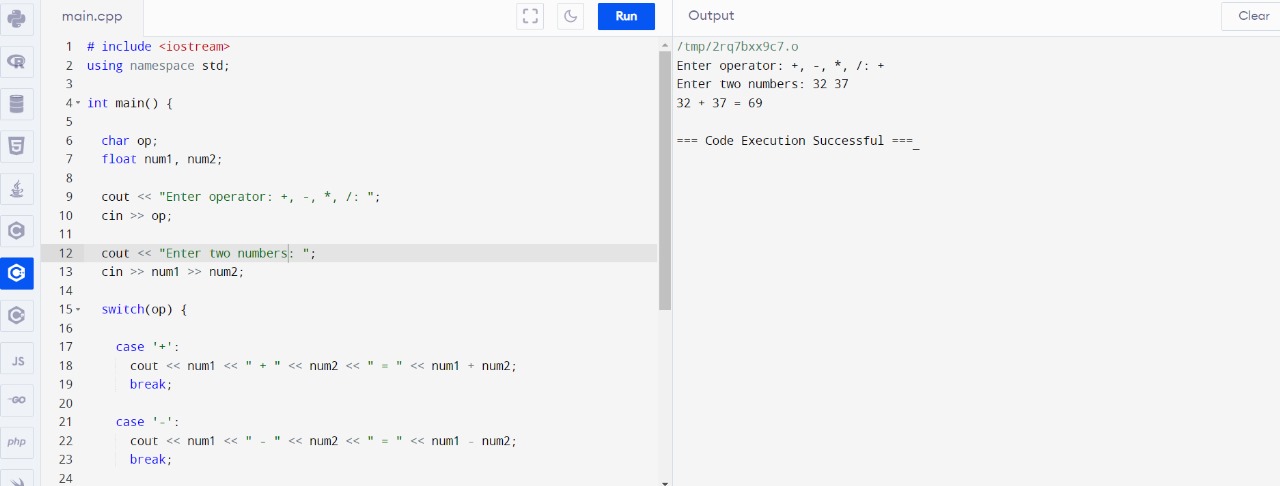 main.cpp
Run
Output
Clear
1 # include <iostream>
2 using namespace std;
3
4 int main() {
5
6 char op;
7 float num1, num2;
8
9 cout << "Enter operator: +, -, *, /: ";
10 cin >> op;
11
12 cout << "Enter two numbers: ";
13 cin >> num1 >> num2;
14
15 switch(op) {
16
17 case '+':
18 cout << num1 << " + " << num2 << " = " << num1 + num2;
19 break;
20
21 case '-':
22 cout << num1 << " - " << num2 << " = " << num1 - num2;
23 break;
24
/tmp/2rq7bxx9c7.o
Enter operator: +, -, *, /: +
Enter two numbers: 32 37
32 + 37 = 69
=== Code Execution Successful ===_
R
5
C
C
C
JS
GO
php